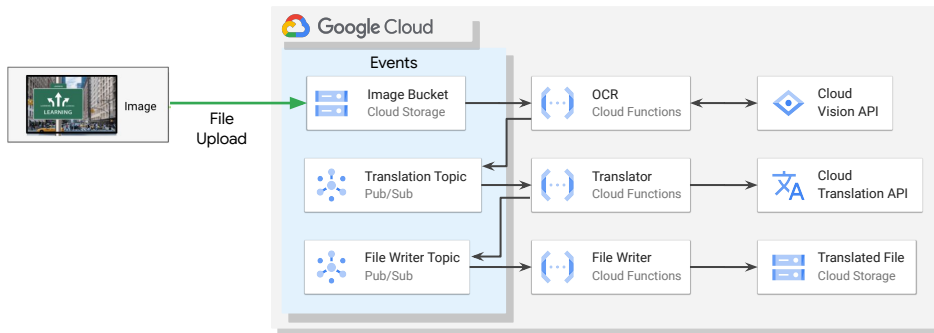 Google Cloud
Events
LEARNING
Image
File
Upload
Image Bucket
Cloud Storage
OCR
Cloud Functions
Cloud
Vision API
Translation Topic
Pub/Sub
Translator
Cloud Functions
Cloud
Translation API
File Writer Topic
Pub/Sub
File Writer
Cloud Functions
Translated File
Cloud Storage